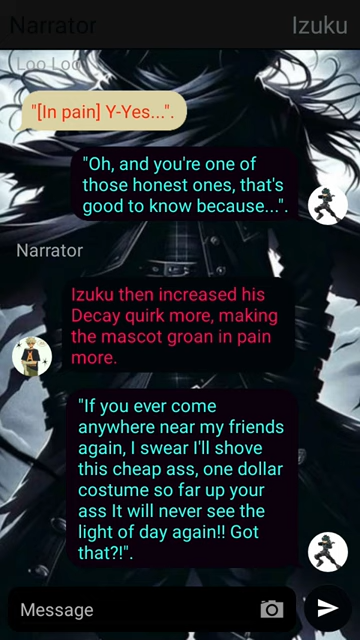 Narrator
Izuku
Loo Loo
"[In pain] Y-Yes...".
"Oh, and you're one of
those honest ones, that's
good to know because...".
Narrator
Izuku then increased his
Decay quirk more, making
the mascot groan in pain
more.
"If you ever come
anywhere near my friends
again, I swear I'll shove
this cheap ass, one dollar
costume so far up your
ass It will never see the
light of day again!! Got
that?!".
Message